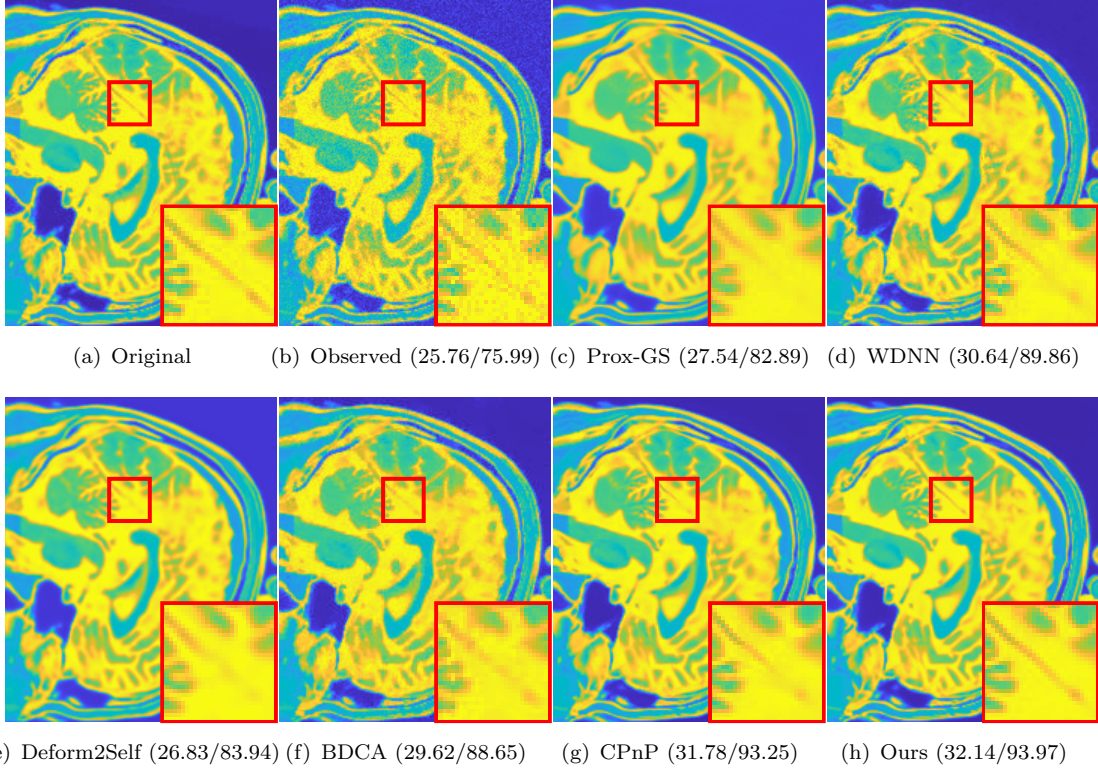 (a) Original (b) Observed (25.76/75.99) (c) Prox-GS (27.54/82.89) (d) WDNN (30.64/89.86)
) Deform2Self (26.83/83.94) (f) BDCA (29.62/88.65) (g) CPnP (31.78/93.25) (h) Ours (32.14/93.97)